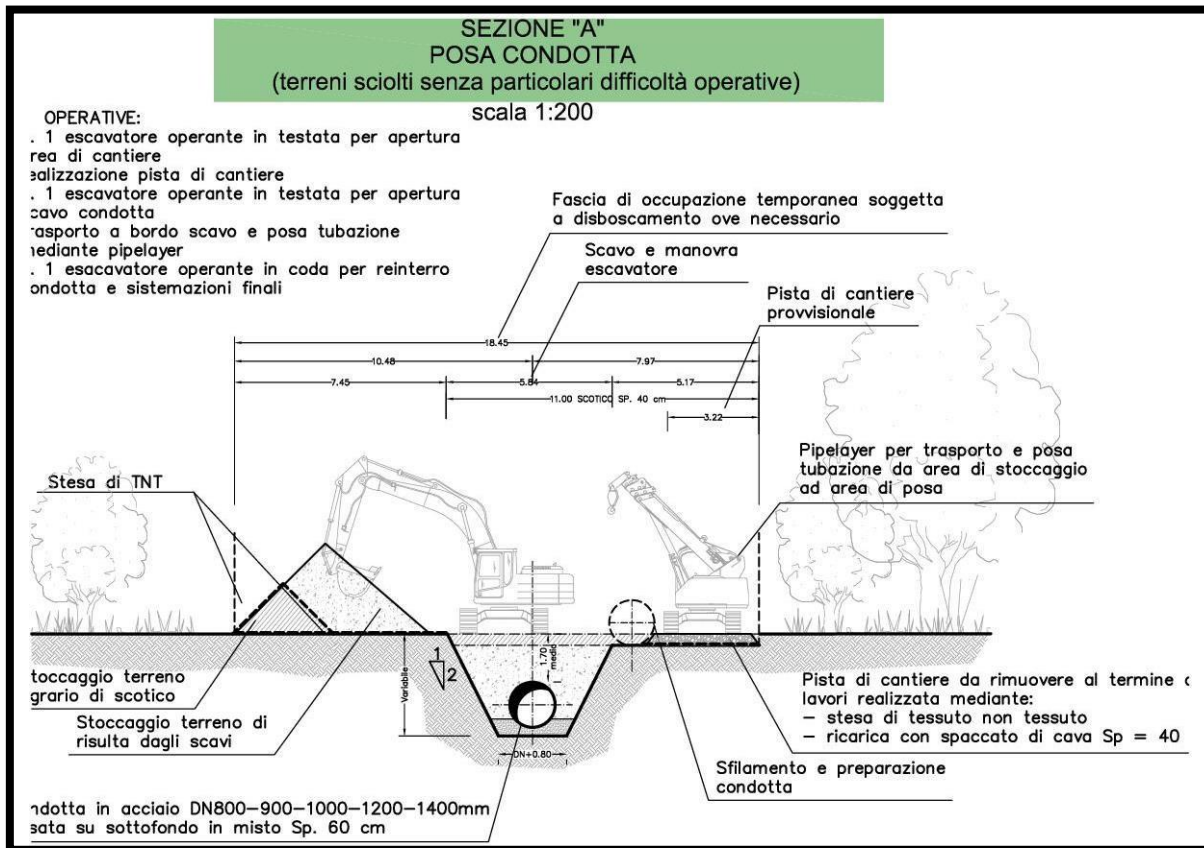 SEZIONE "A"
POSA CONDOTTA
(terreni sciolti senza particolari difficoltà operative)
scala 1:200
OPERATIVE:
. 1 escavatore operante in testata per apertura
rea di cantiere
ealizzazione pista di cantiere
. 1 escavatore operante in testata per apertura
cavo condotta
rasporto a bordo scavo e posa tubazione
mediante pipelayer
. 1 esacavatore operante in coda per reinterro
ondotta e sistemazioni finali
Fascia di occupazione temporanea soggetta
a disboscamento ove necessario
Scavo e manovra
escavatore
Pista di cantiere
provvisionale
18.45
10.48
7.97
7.45
5.84
5.17
11.00 SCOTICO SP. 40 cm
3.22
Pipelayer per trasporto e posa
tubazione da area di stoccaggio
ad area di posa
Stesa di TNT
1
2
Variabile
1.70
medio
DN+0.80
toccaggio terreno
grario di scotico
Stoccaggio terreno di
risulta dagli scavi
Pista di cantiere da rimuovere al termine d
lavori realizzata mediante:
– stesa di tessuto non tessuto
– ricarica con spaccato di cava Sp = 40
Sfilamento e preparazione
condotta
ndotta in acciaio DN800–900–1000–1200–1400mm
sata su sottofondo in misto Sp. 60 cm